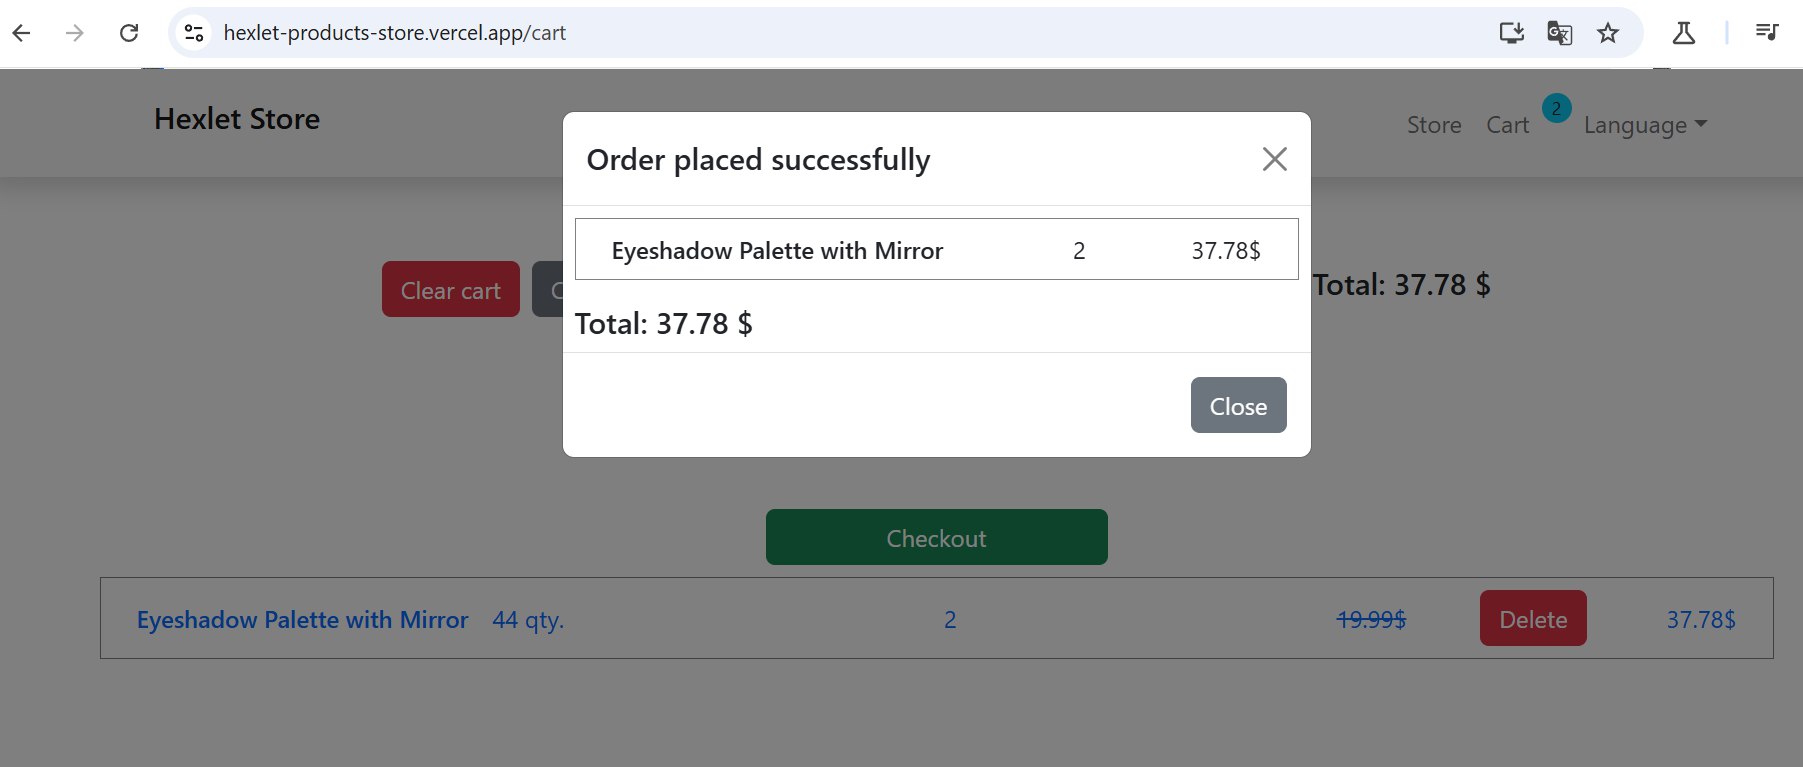 hexlet-products-store.vercel.app/cart
Hexlet Store
Store Cart 2 Language
Order placed successfully
Eyeshadow Palette with Mirror 2 37.78$
Total: 37.78 $
Close
Clear cart
Total: 37.78 $
Checkout
Eyeshadow Palette with Mirror 44 qty. 2 19.99$ Delete 37.78$